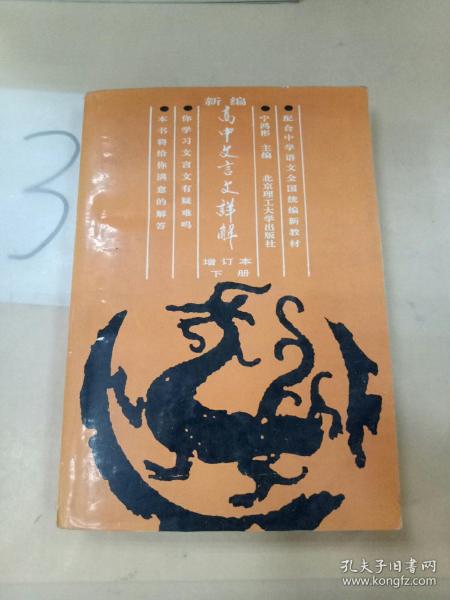 3
新编
高中文言文详解
增订本
下册
配合中学语文全国统编新教材
宁鸿彬 主编 北京理工大学出版社
你学习文言文有疑难吗
本书将给你满意的解答
孔夫子旧书网
www.kongfz.com